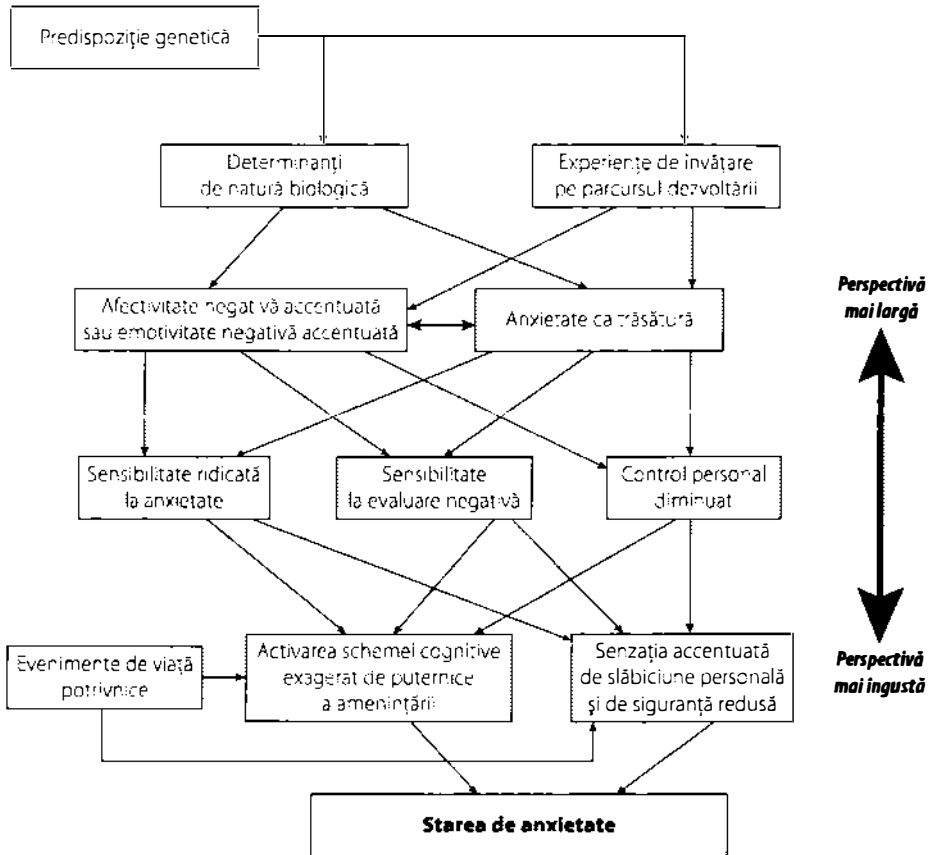 Predispoziție genetică
Determinanți
de natură biologică
Experiențe de învățare
pe parcursul dezvoltării
Afectivitate negativă accentuată
sau emotivitate negativă accentuată
Anxietate ca trăsătură
Perspectivă
mai largă
Sensibilitate ridicată
la anxietate
Sensibilitate
la evaluare negativă
Control personal
diminuat
Evenimente de viață
potrivnice
Activarea schemei cognitive
exagerat de puternice
a amenințării
Senzația accentuată
de slăbiciune personală
și de siguranță redusă
Perspectivă
mai ingustă
Starea de anxietate